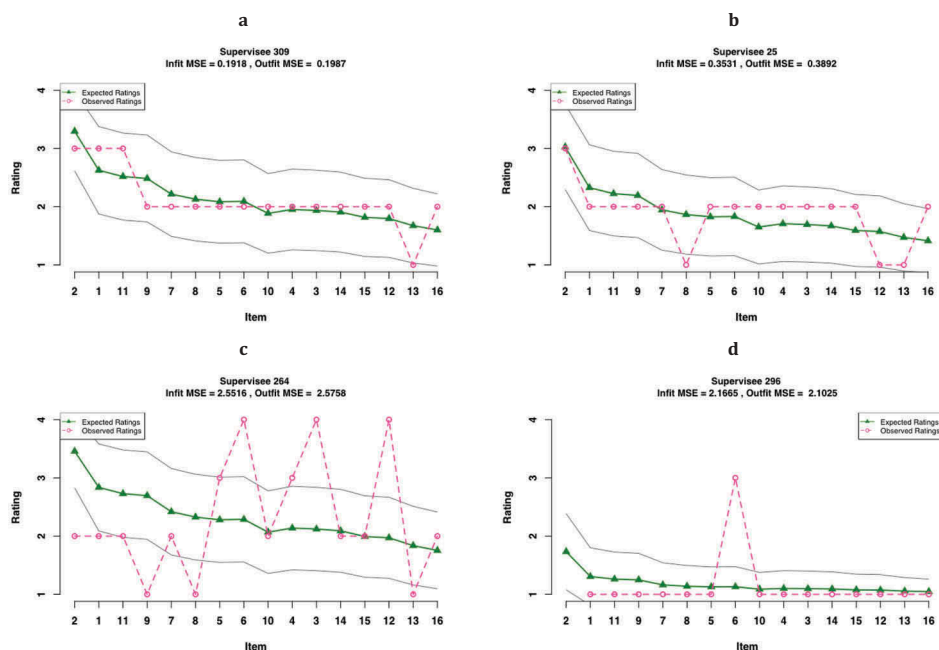 a
Supervisee 309
Infit MSE = 0.1918 , Outfit MSE = 0.1987
Expected Ratings
Observed Ratings
Rating
4
3
2
1
2 1 11 9 7 8 5 6 10 4 3 14 15 12 13 16
Item
b
Supervisee 25
Infit MSE = 0.3531 , Outfit MSE = 0.3892
Expected Ratings
Observed Ratings
Rating
4
3
2
1
2 1 11 9 7 8 5 6 10 4 3 14 15 12 13 16
Item
c
Supervisee 264
Infit MSE = 2.5516 , Outfit MSE = 2.5758
Expected Ratings
Observed Ratings
Rating
4
3
2
1
2 1 11 9 7 8 5 6 10 4 3 14 15 12 13 16
Item
d
Supervisee 296
Infit MSE = 2.1665 , Outfit MSE = 2.1025
Expected Ratings
Observed Ratings
Rating
4
3
2
1
2 1 11 9 7 8 5 6 10 4 3 14 15 12 13 16
Item